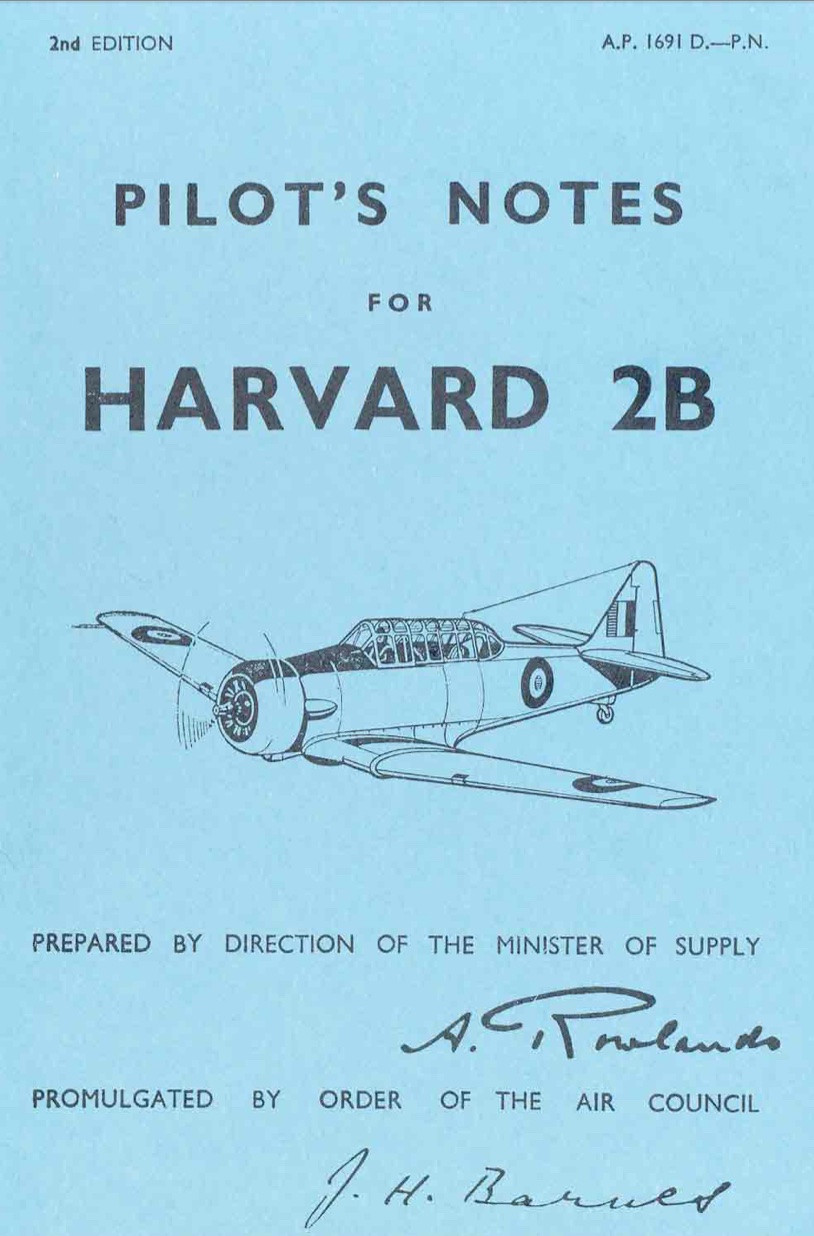 2nd EDITION
A.P. 1691 D.—P.N.
PILOT'S NOTES
FOR
HARVARD 2B
PREPARED BY DIRECTION OF THE MINISTER OF SUPPLY
A. Rowlands
PROMULGATED BY ORDER OF THE AIR COUNCIL
J. H. Barnes